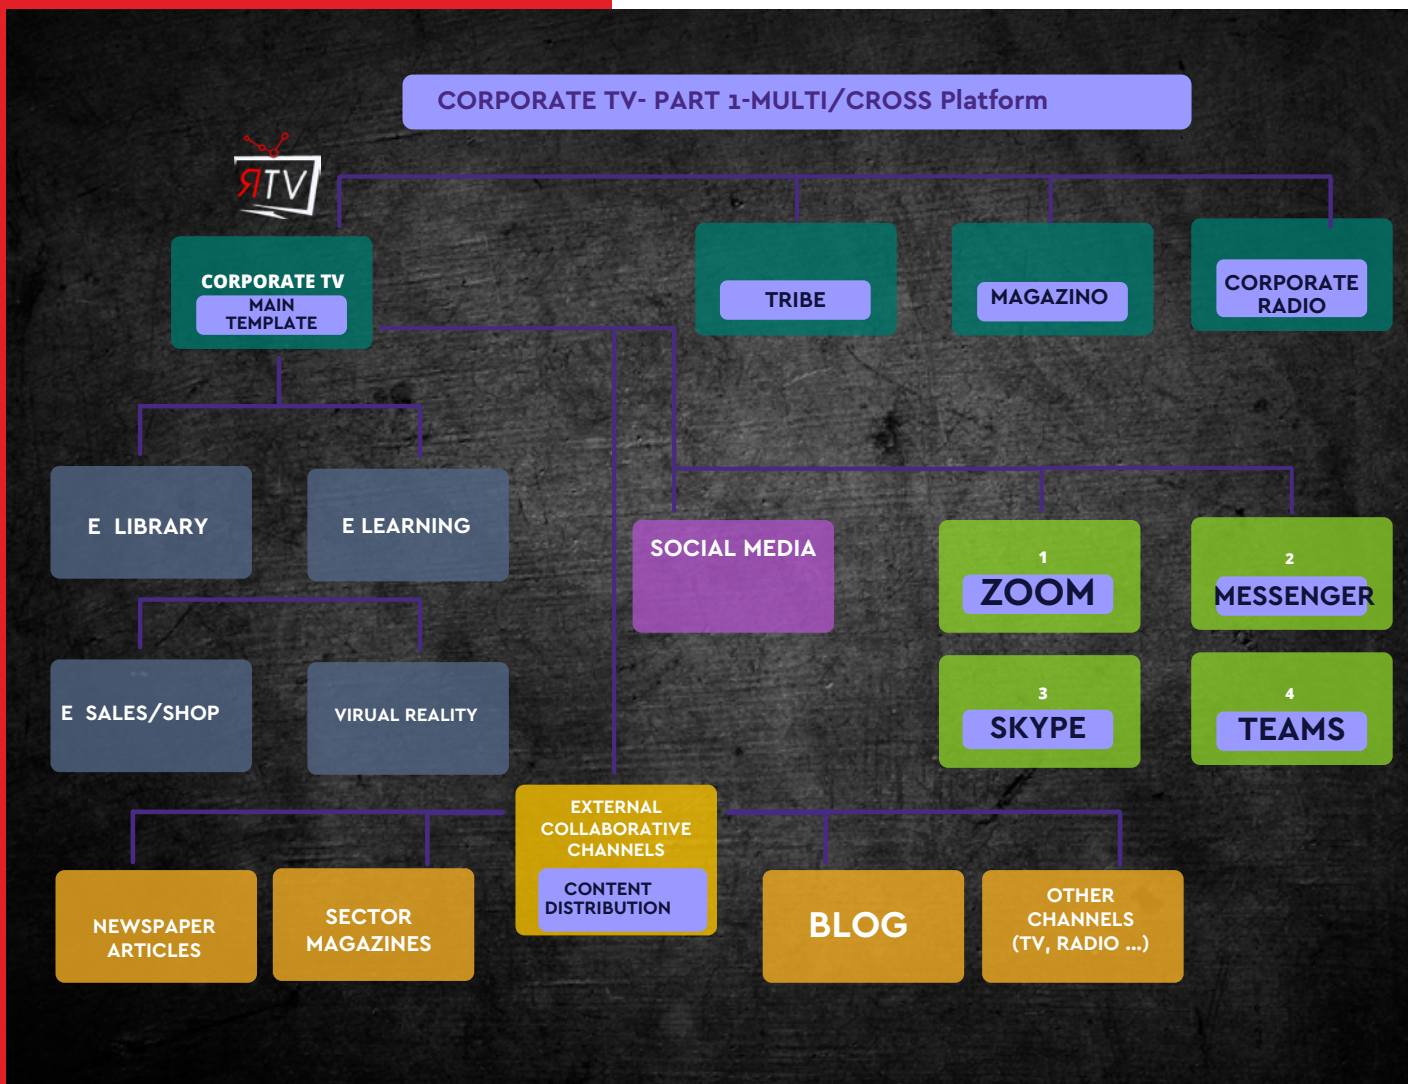 CORPORATE TV- PART 1-MULTI/CROSS Platform
ЯTV
CORPORATE TV
MAIN
TEMPLATE
TRIBE
MAGAZINO
CORPORATE
RADIO
E LIBRARY
E LEARNING
SOCIAL MEDIA
1
ZOOM
2
MESSENGER
E SALES/SHOP
VIRUAL REALITY
3
SKYPE
4
TEAMS
EXTERNAL
COLLABORATIVE
CHANNELS
CONTENT
DISTRIBUTION
NEWSPAPER
ARTICLES
SECTOR
MAGAZINES
BLOG
OTHER
CHANNELS
(TV, RADIO ...)